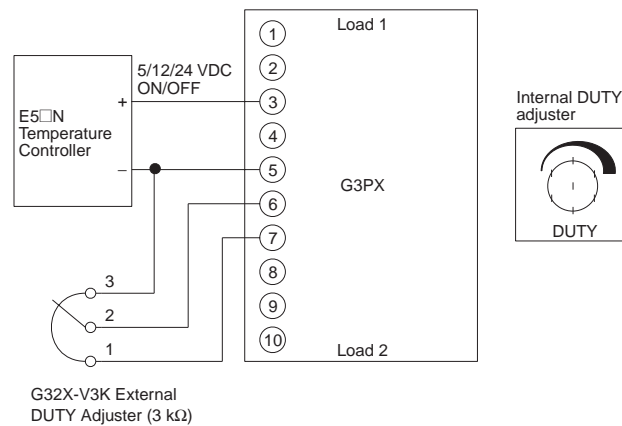 Load 1
1
2
3
4
5
6
7
8
9
10
G3PX
Load 2
5/12/24 VDC
ON/OFF
+
E5□N
Temperature
Controller
–
3
2
1
G32X-V3K External
DUTY Adjuster (3 kΩ)
Internal DUTY
adjuster
DUTY